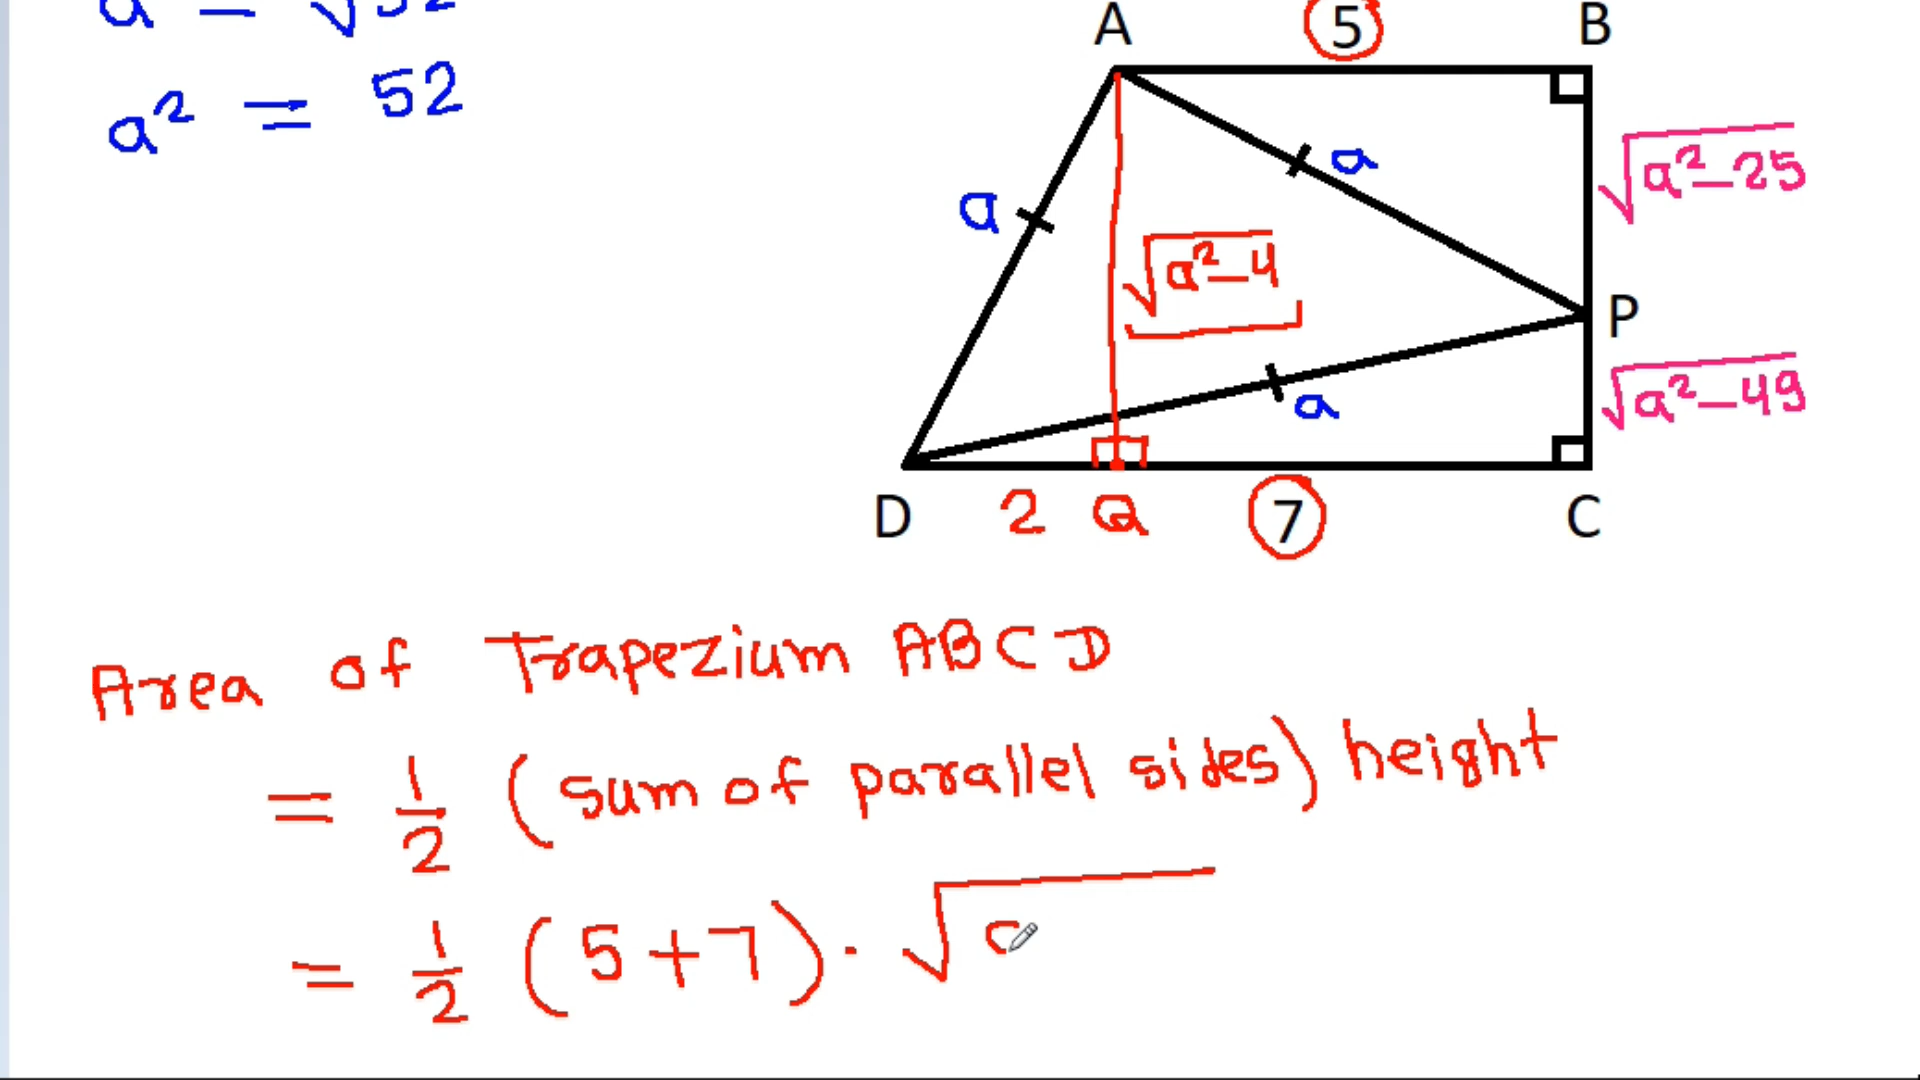 a = √52
a² = 52
A 5 B
a a √a²-25
√a²-4
P
a √a²-49
D 2 Q 7 C
Area of Trapezium ABCD
= 1/2 (sum of parallel sides) height
= 1/2 (5+7) · √